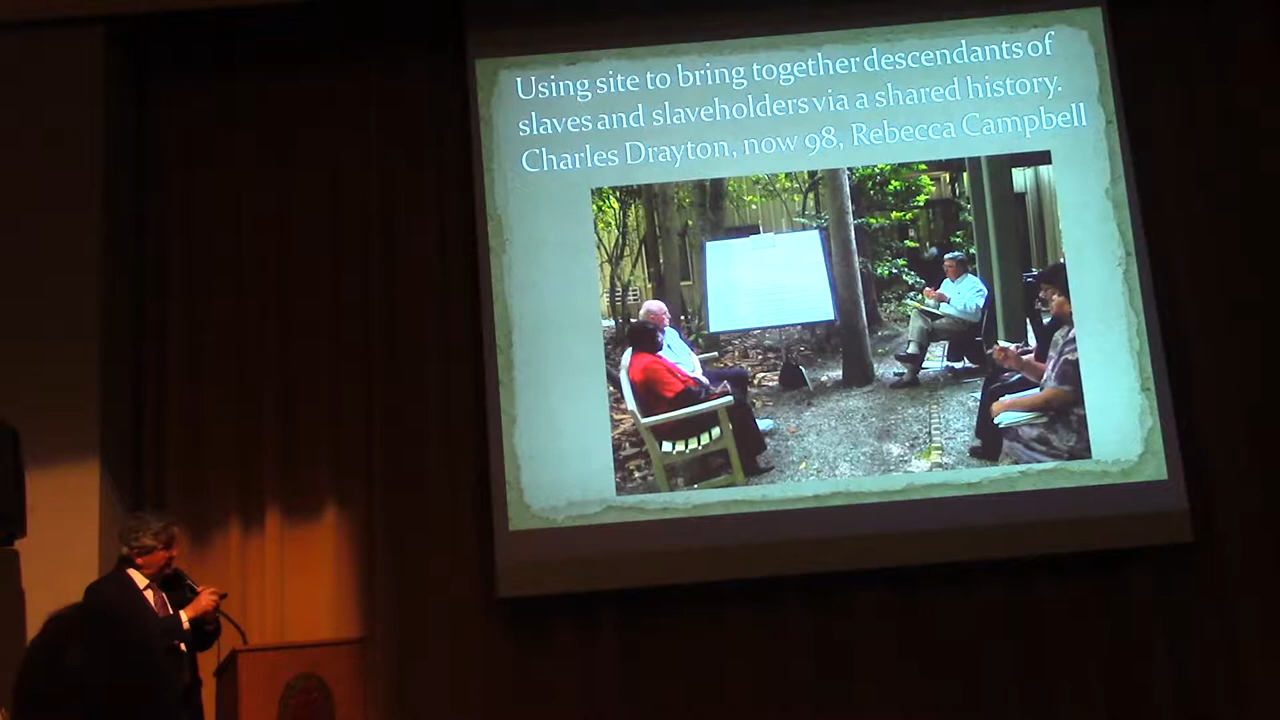 Using site to bring together descendants of
slaves and slaveholders via a shared history.
Charles Drayton, now 98, Rebecca Campbell